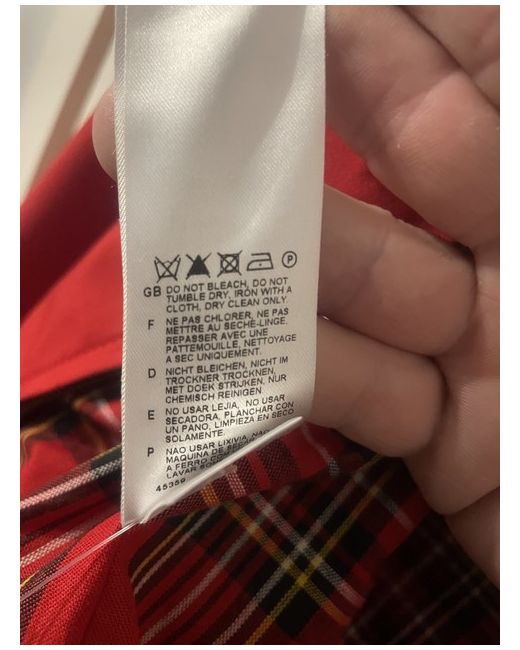 P
GB DO NOT BLEACH, DO NOT
TUMBLE DRY, IRON WITH A
CLOTH, DRY CLEAN ONLY.
F NE PAS CHLORER, NE PAS
METTRE AU SECHE-LINGE,
REPASSER AVEC UNE
PATTEMOUILLE, NETTOYAGE
A SEC UNIQUEMENT.
D NICHT BLEICHEN, NICHT IM
TROCKNER TROCKNEN,
MET DOEK STRIJKEN, NUR
CHEMISCH REINIGEN.
E NO USAR LEJIA, NO USAR
SECADORA, PLANCHAR CON
UN PANO, LIMPIEZA EN SECO
SOLAMENTE.
P NAO USAR LIXIVIA, NAO
MAQUINA DE
A FERRO
LAVAR
45359